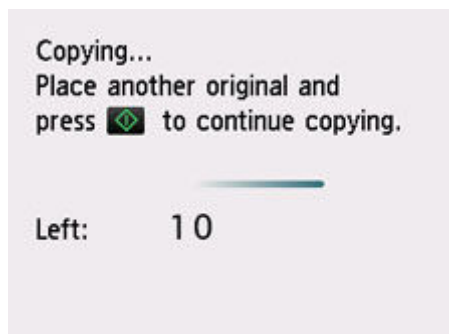 Copying...
Place another original and
press to continue copying.
Left: 10